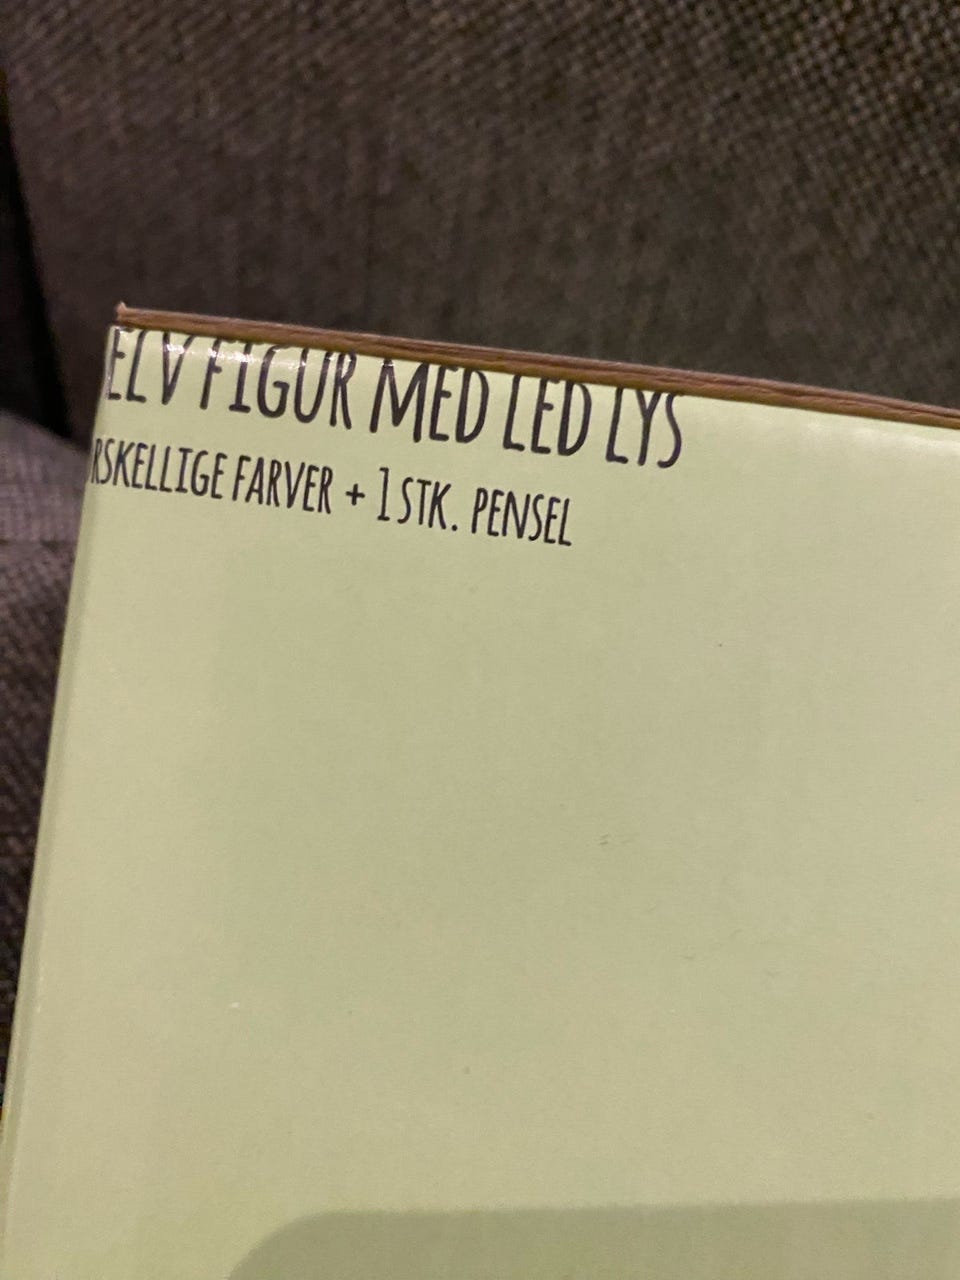 ELV FIGUR MED LED LYS
RSKELLIGE FARVER + 1 STK. PENSEL